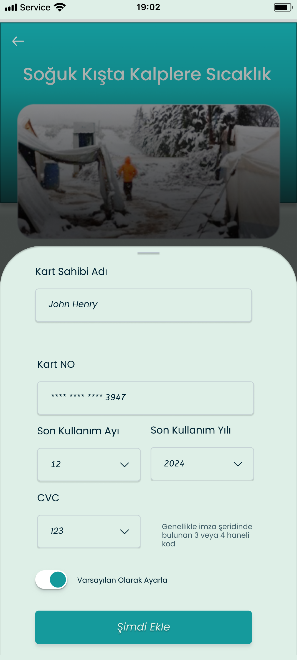 Service
19:02
Soğuk Kışta Kalplere Sıcaklık
Kart Sahibi Adı
John Henry
Kart NO
**** **** **** 3947
Son Kullanım Ayı
Son Kullanım Yılı
12
2024
CVC
123
Genellikle imza şeridinde
bulunan 3 veya 4 haneli
kod
Varsayılan Olarak Ayarla
Şimdi Ekle